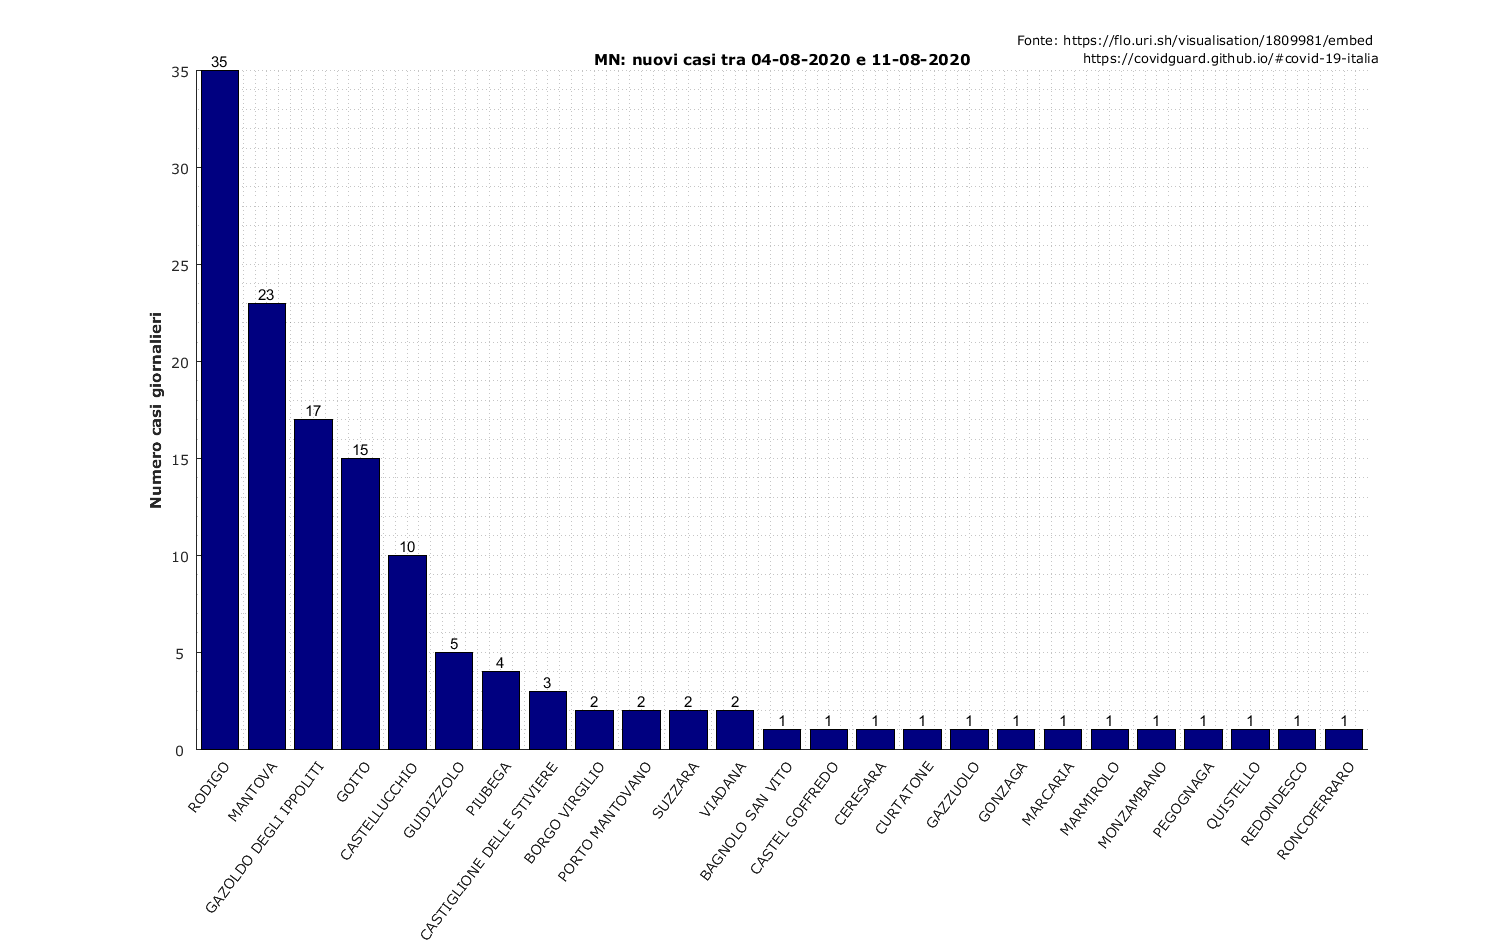 Fonte: https://flo.uri.sh/visualisation/1809981/embed
https://covidguard.github.io/#covid-19-italia
MN: nuovi casi tra 04-08-2020 e 11-08-2020
Numero casi giornalieri
35
30
25
20
15
10
5
0
35
23
17
15
10
5
4
3
2
2
2
2
1
1
1
1
1
1
1
1
1
1
1
1
1
RODIGO
MANTOVA
GAZOLDO DEGLI IPPOLITI
GOITO
CASTELLUCCHIO
GUIDIZZOLO
PIUBEGA
CASTIGLIONE DELLE STIVIERE
BORGO VIRGILIO
PORTO MANTOVANO
SUZZARA
VIADANA
BAGNOLO SAN VITO
CASTEL GOFFREDO
CERESARA
CURTATONE
GAZZUOLO
GONZAGA
MARCARIA
MARMIROLO
MONZAMBANO
PEGOGNAGA
QUISTELLO
REDONDESCO
RONCOFERRARO